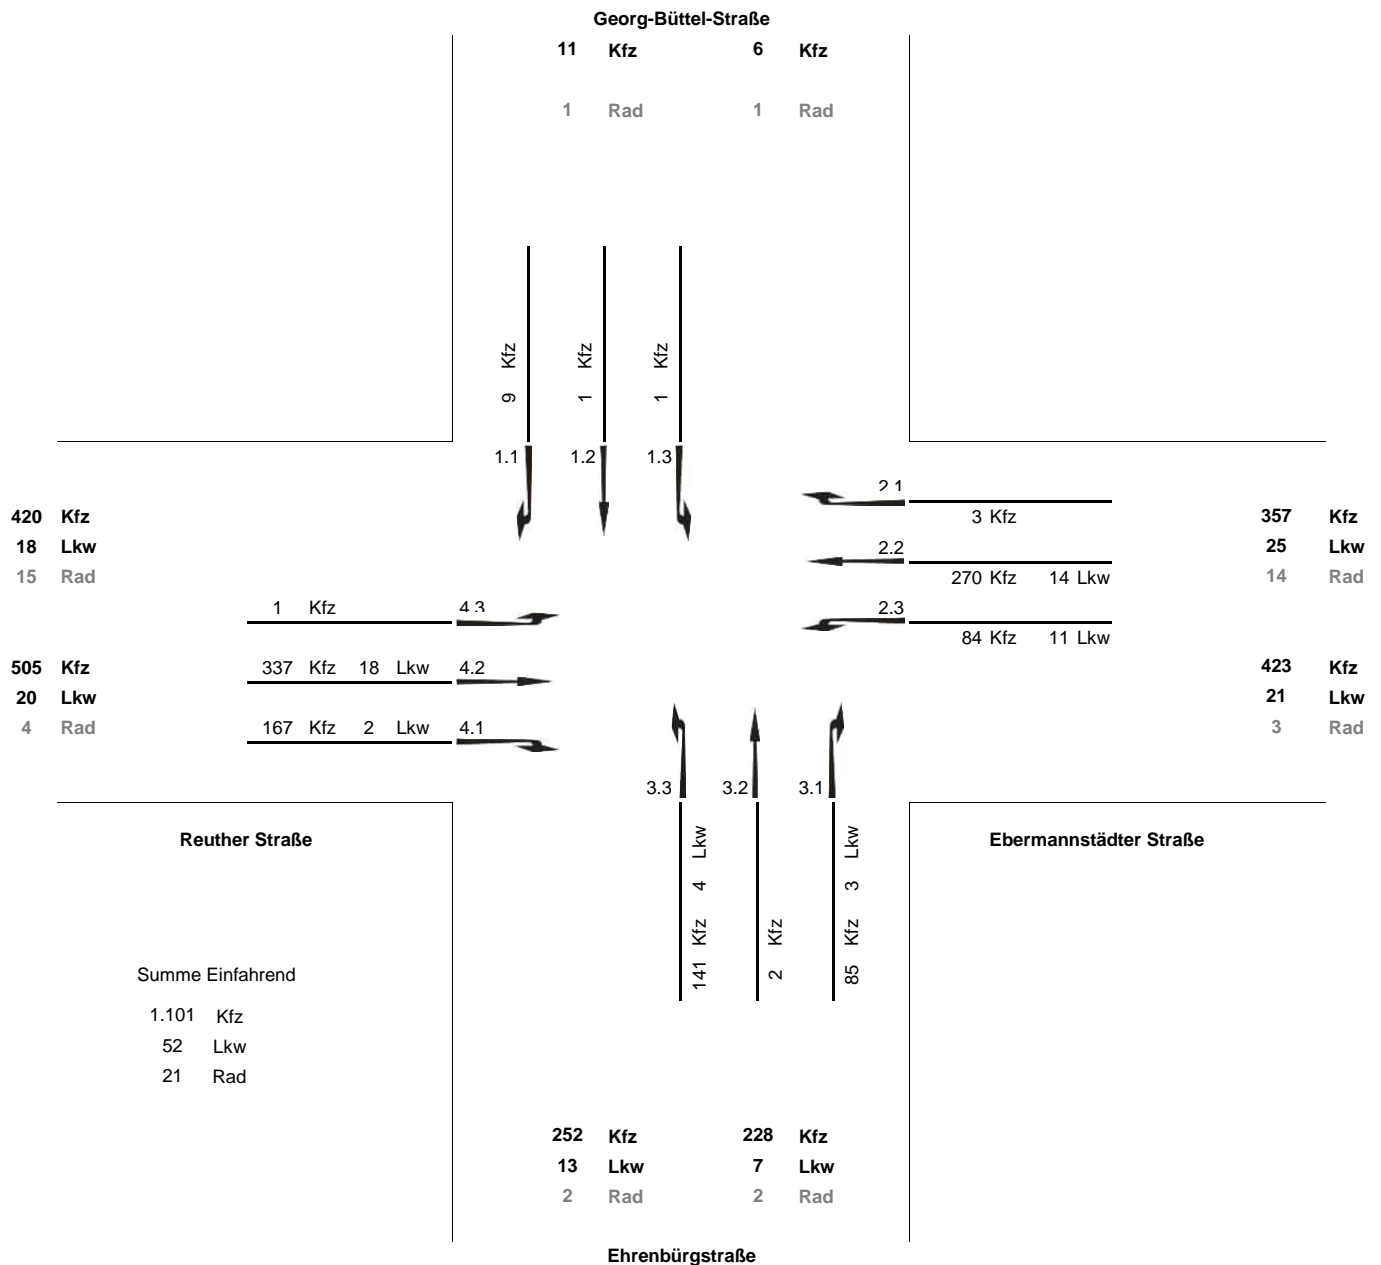 Georg-Büttel-Straße
11 Kfz 6 Kfz
1 Rad 1 Rad
9 Kfz
1 Kfz
1 Kfz
1.1 1.2 1.3
2.1
3 Kfz
2.2
270 Kfz 14 Lkw
2.3
84 Kfz 11 Lkw
420 Kfz
18 Lkw
15 Rad
357 Kfz
25 Lkw
14 Rad
1 Kfz 4.3
337 Kfz 18 Lkw 4.2
167 Kfz 2 Lkw 4.1
505 Kfz
20 Lkw
4 Rad
423 Kfz
21 Lkw
3 Rad
3.3 3.2 3.1
141 Kfz 4 Lkw
2 Kfz
85 Kfz 3 Lkw
Reuther Straße
Ebermannstädter Straße
Summe Einfahrend
1.101 Kfz
52 Lkw
21 Rad
252 Kfz 228 Kfz
13 Lkw 7 Lkw
2 Rad 2 Rad
Ehrenbürgstraße